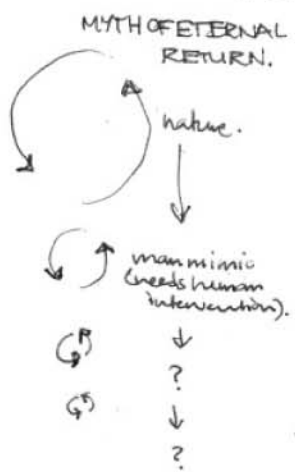 MYTH OF ETERNAL
RETURN.
nature.
man mimic
(needs human
intervention).
?
?